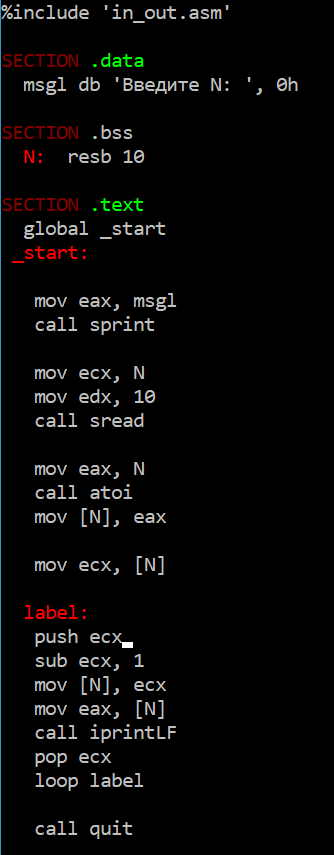 %include 'in_out.asm'
SECTION .data
msgl db 'Введите N: ', 0h
SECTION .bss
N: resb 10
SECTION .text
global _start
_start:
mov eax, msgl
call sprint
mov ecx, N
mov edx, 10
call sread
mov eax, N
call atoi
mov [N], eax
mov ecx, [N]
label:
push ecx
sub ecx, 1
mov [N], ecx
mov eax, [N]
call iprintLF
pop ecx
loop label
call quit